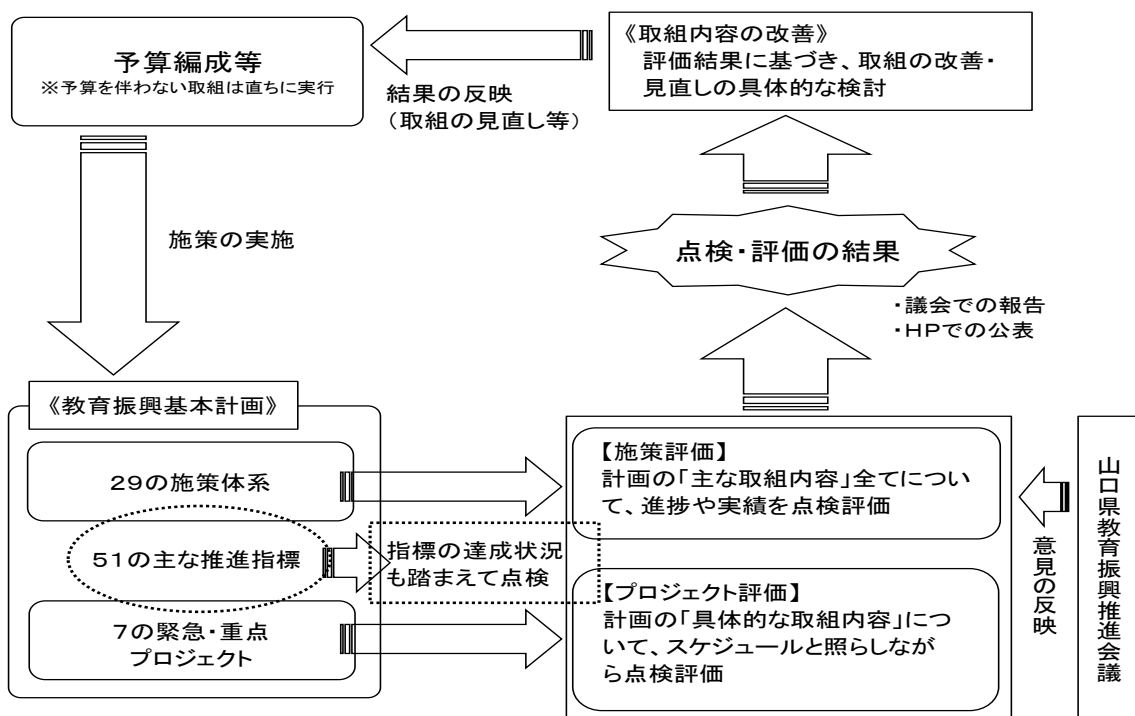 予算編成等
※予算を伴わない取組は直ちに実行
結果の反映
（取組の見直し等）
《取組内容の改善》
評価結果に基づき、取組の改善・
見直しの具体的な検討
施策の実施
点検・評価の結果
・議会での報告
・HPでの公表
《教育振興基本計画》
29の施策体系
51の主な推進指標
7の緊急・重点
プロジェクト
指標の達成状況
も踏まえて点検
【施策評価】
計画の「主な取組内容」全てについ
て、進捗や実績を点検評価
【プロジェクト評価】
計画の「具体的な取組内容」につ
いて、スケジュールと照らしなが
ら点検評価
意見の反映
山口県教育振興推進会議